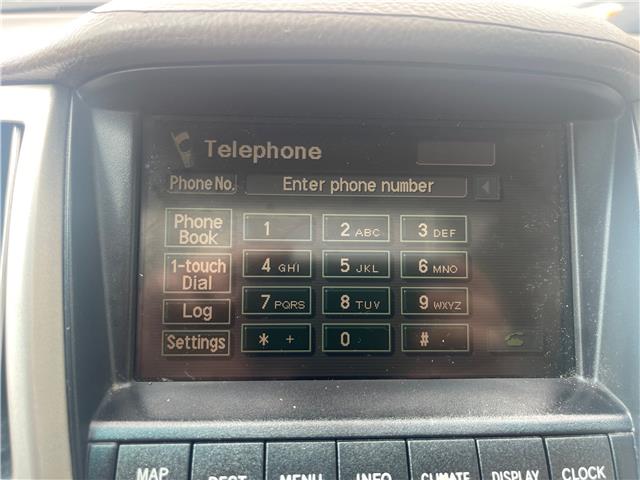 Telephone
Phone No. Enter phone number
Phone Book 1 2 ABC 3 DEF
1-touch Dial 4 GHI 5 JKL 6 MNO
Log 7 PQRS 8 TUV 9 WXYZ
Settings * + 0 #
MAP DEST MENU INFO CLIMATE DISPLAY CLOCK